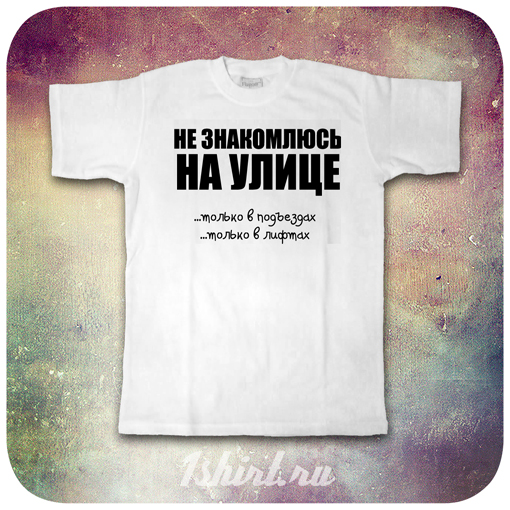 НЕ ЗНАКОМЛЮСЬ
НА УЛИЦЕ
...только в подъездах
...только в лифтах
1shirt.ru